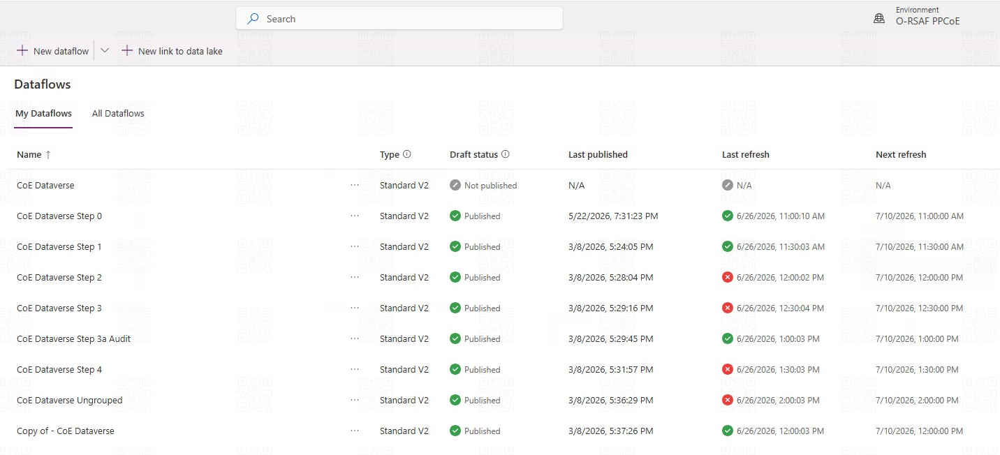 Search
Environment
O-RSAF PPCoE
New dataflow New link to data lake
Dataflows
My Dataflows All Dataflows
Name ↑ Type Draft status Last published Last refresh Next refresh
CoE Dataverse ... Standard V2 Not published N/A N/A N/A
CoE Dataverse Step 0 ... Standard V2 Published 5/22/2026, 7:31:23 PM 6/26/2026, 11:00:10 AM 7/10/2026, 11:00:00 AM
CoE Dataverse Step 1 ... Standard V2 Published 3/8/2026, 5:24:05 PM 6/26/2026, 11:30:03 AM 7/10/2026, 11:30:00 AM
CoE Dataverse Step 2 ... Standard V2 Published 3/8/2026, 5:28:04 PM 6/26/2026, 12:00:02 PM 7/10/2026, 12:00:00 PM
CoE Dataverse Step 3 ... Standard V2 Published 3/8/2026, 5:29:16 PM 6/26/2026, 12:30:04 PM 7/10/2026, 12:30:00 PM
CoE Dataverse Step 3a Audit ... Standard V2 Published 3/8/2026, 5:29:45 PM 6/26/2026, 1:00:03 PM 7/10/2026, 1:00:00 PM
CoE Dataverse Step 4 ... Standard V2 Published 3/8/2026, 5:31:57 PM 6/26/2026, 1:30:03 PM 7/10/2026, 1:30:00 PM
CoE Dataverse Ungrouped ... Standard V2 Published 3/8/2026, 5:36:29 PM 6/26/2026, 2:00:03 PM 7/10/2026, 2:00:00 PM
Copy of - CoE Dataverse ... Standard V2 Published 3/8/2026, 5:37:26 PM 6/26/2026, 12:00:03 PM 7/10/2026, 12:00:00 PM